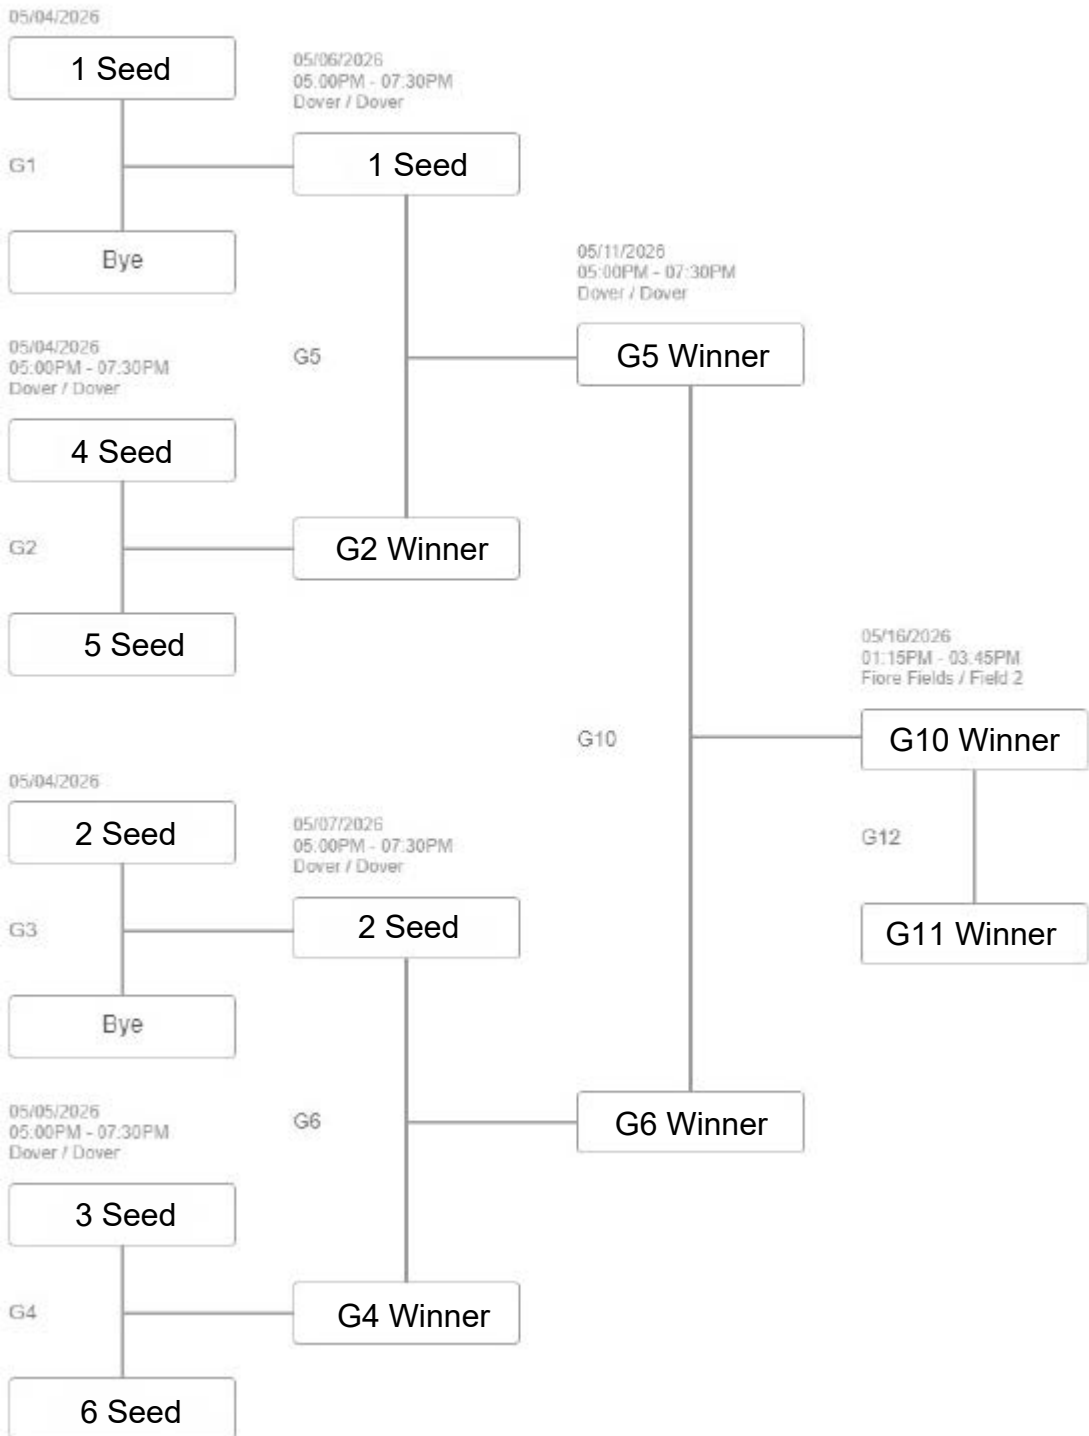 05/04/2026
1 Seed
G1
Bye
05/04/2026
05:00PM - 07:30PM
Dover / Dover
4 Seed
G2
5 Seed
05/04/2026
2 Seed
G3
Bye
05/05/2026
05:00PM - 07:30PM
Dover / Dover
3 Seed
G4
6 Seed
05/06/2026
05:00PM - 07:30PM
Dover / Dover
1 Seed
G5
G2 Winner
05/07/2026
05:00PM - 07:30PM
Dover / Dover
2 Seed
G6
G4 Winner
05/11/2026
05:00PM - 07:30PM
Dover / Dover
G5 Winner
G10
G6 Winner
05/16/2026
01:15PM - 03:45PM
Fiore Fields / Field 2
G10 Winner
G12
G11 Winner